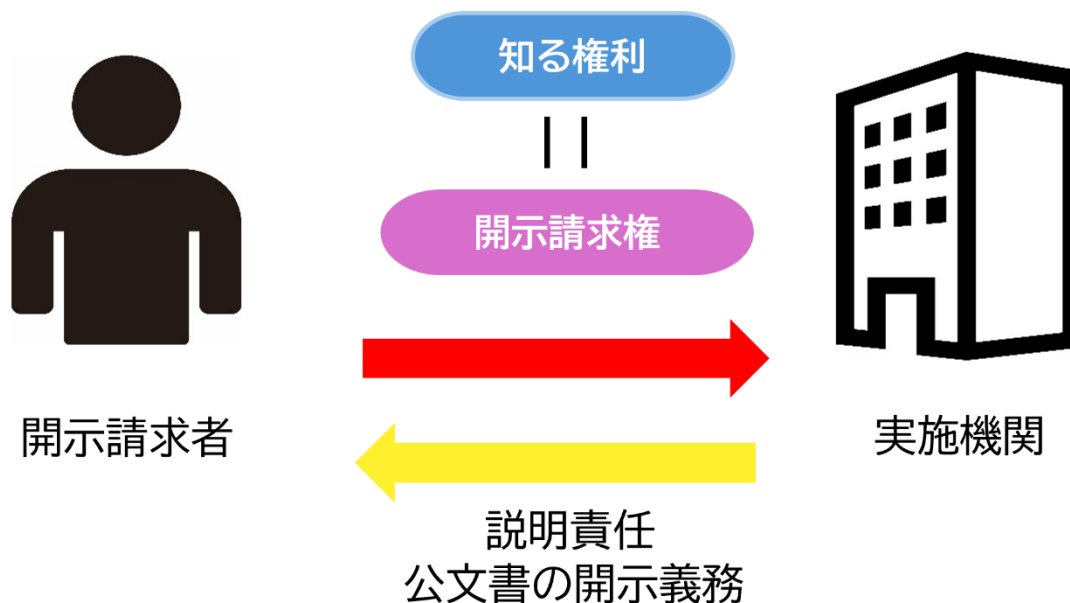 知る権利
開示請求権
開示請求者
実施機関
説明責任
公文書の開示義務